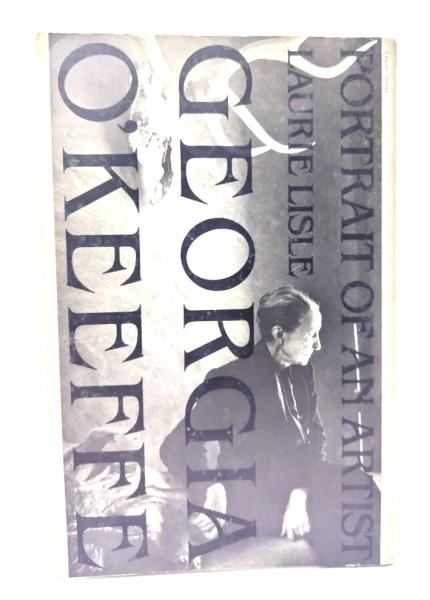 PORTRAIT OF AN ARTIST
LAURIE LISLE
GEORGIA
O'KEEFFE